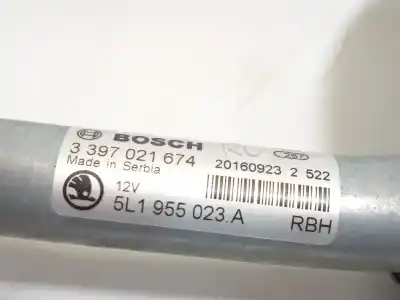 BOSCH
3 397 021 674
Made in Serbia
20160923 2 522
12V
5L1 955 023.A
RBH